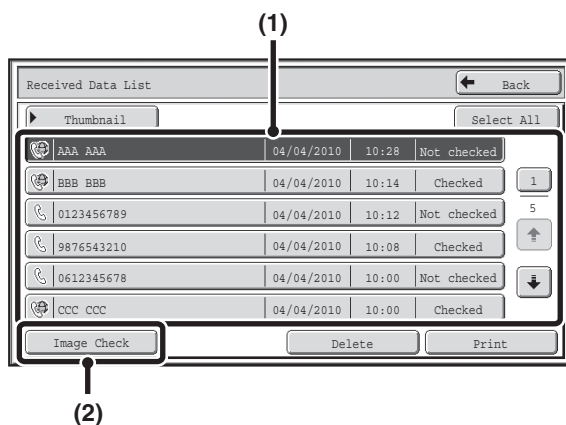 (1)
Received Data List Back
Thumbnail Select All
AAA AAA 04/04/2010 10:28 Not checked
BBB BBB 04/04/2010 10:14 Checked 1
0123456789 04/04/2010 10:12 Not checked 5
9876543210 04/04/2010 10:08 Checked
0612345678 04/04/2010 10:00 Not checked
CCC CCC 04/04/2010 10:00 Checked
Image Check Delete Print
(2)